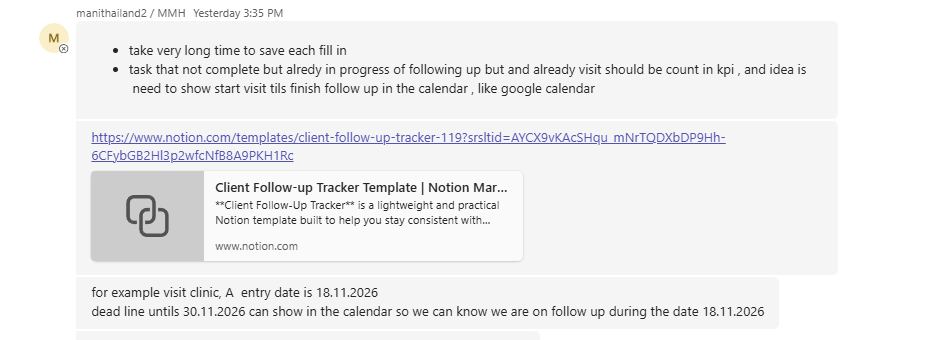 manithailand2 / MMH Yesterday 3:35 PM
M
take very long time to save each fill in
task that not complete but alredy in progress of following up but and already visit should be count in kpi , and idea is
need to show start visit tils finish follow up in the calendar , like google calendar
https://www.notion.com/templates/client-follow-up-tracker-119?srsltid=AYCX9vKAcSHqu_mNrTQDXbDP9Hh-
6CFybGB2Hl3p2wfcNfB8A9PKH1Rc
Client Follow-up Tracker Template | Notion Mar...
**Client Follow-Up Tracker** is a lightweight and practical
Notion template built to help you stay consistent with...
www.notion.com
for example visit clinic, A entry date is 18.11.2026
dead line untils 30.11.2026 can show in the calendar so we can know we are on follow up during the date 18.11.2026